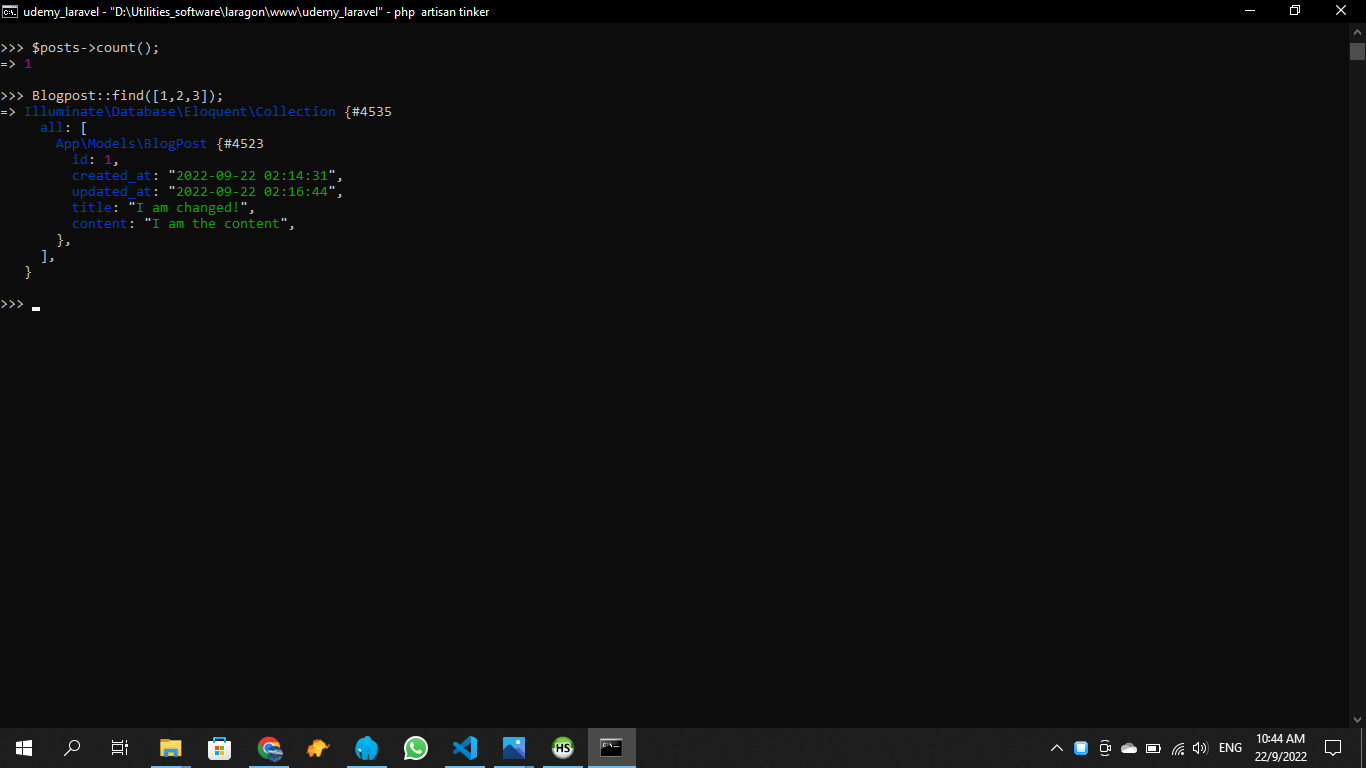 udemy_laravel - "D:\Utilities_software\laragon\www\udemy_laravel" - php  artisan tinker
>>> $posts->count();
=> 1
>>> Blogpost::find([1,2,3]);
=> Illuminate\Database\Eloquent\Collection {#4535
     all: [
       App\Models\BlogPost {#4523
         id: 1,
         created_at: "2022-09-22 02:14:31",
         updated_at: "2022-09-22 02:16:44",
         title: "I am changed!",
         content: "I am the content",
       },
     ],
   }
>>>
HS
ENG
10:44 AM
22/9/2022